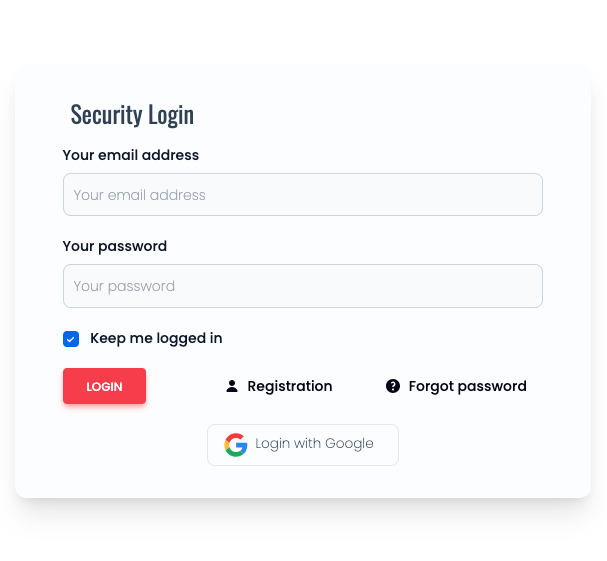 Security Login
Your email address
Your email address
Your password
Your password
Keep me logged in
LOGIN Registration Forgot password
Login with Google